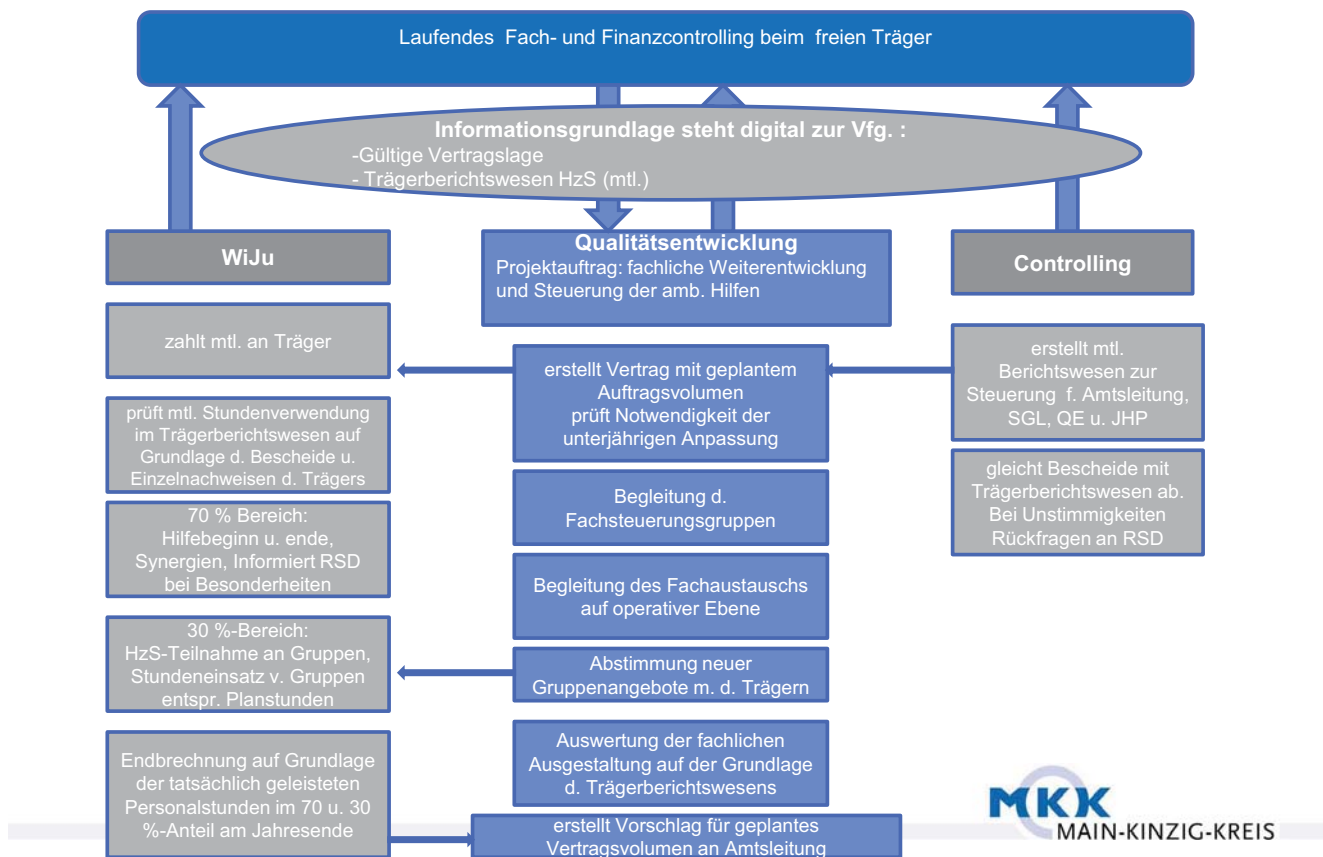 Laufendes Fach- und Finanzcontrolling beim freien Träger
Informationsgrundlage steht digital zur Vfg. :
-Gültige Vertragslage
- Trägerberichtswesen HzS (mtl.)
WiJu
zahlt mtl. an Träger
prüft mtl. Stundenverwendung
im Trägerberichtswesen auf
Grundlage d. Bescheide u.
Einzelnachweisen d. Trägers
70 % Bereich:
Hilfebeginn u. ende,
Synergien, Informiert RSD
bei Besonderheiten
30 %-Bereich:
HzS-Teilnahme an Gruppen,
Stundeneinsatz v. Gruppen
entspr. Planstunden
Endbrechnung auf Grundlage
der tatsächlich geleisteten
Personalstunden im 70 u. 30
%-Anteil am Jahresende
Qualitätsentwicklung
Projektauftrag: fachliche Weiterentwicklung
und Steuerung der amb. Hilfen
erstellt Vertrag mit geplantem
Auftragsvolumen
prüft Notwendigkeit der
unterjährigen Anpassung
Begleitung d.
Fachsteuerungsgruppen
Begleitung des Fachaustauschs
auf operativer Ebene
Abstimmung neuer
Gruppenangebote m. d. Trägern
Auswertung der fachlichen
Ausgestaltung auf der Grundlage
d. Trägerberichtswesens
erstellt Vorschlag für geplantes
Vertragsvolumen an Amtsleitung
Controlling
erstellt mtl.
Berichtswesen zur
Steuerung f. Amtsleitung,
SGL, QE u. JHP
gleicht Bescheide mit
Trägerberichtswesen ab.
Bei Unstimmigkeiten
Rückfragen an RSD
MKK
MAIN-KINZIG-KREIS